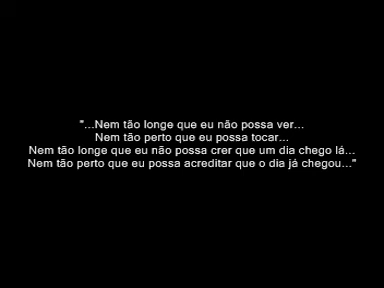 "...Nem tão longe que eu não possa ver...
Nem tão perto que eu possa tocar...
Nem tão longe que eu não possa crer que um dia chego lá...
Nem tão perto que eu possa acreditar que o dia já chegou..."